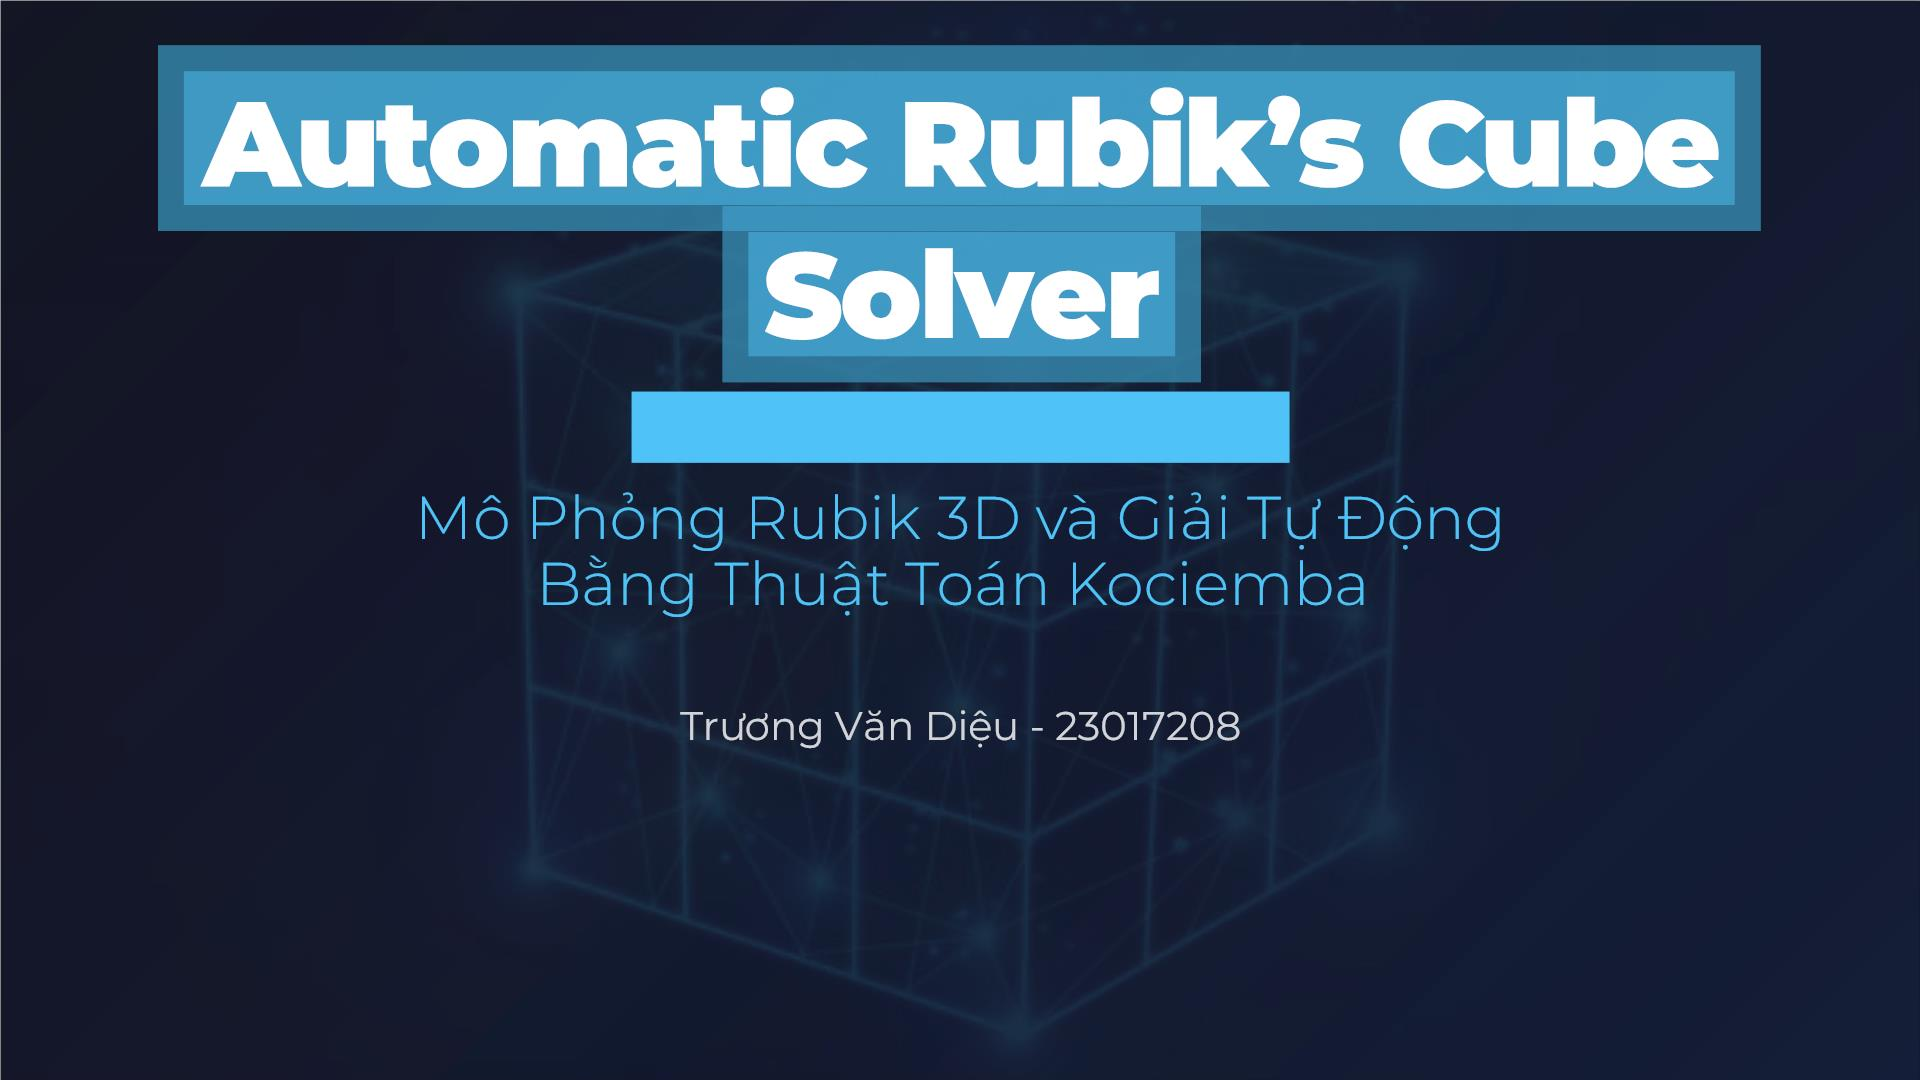 Automatic Rubik’s Cube
Solver
Mô Phỏng Rubik 3D và Giải Tự Động
Bằng Thuật Toán Kociemba
Trương Văn Diệu - 23017208